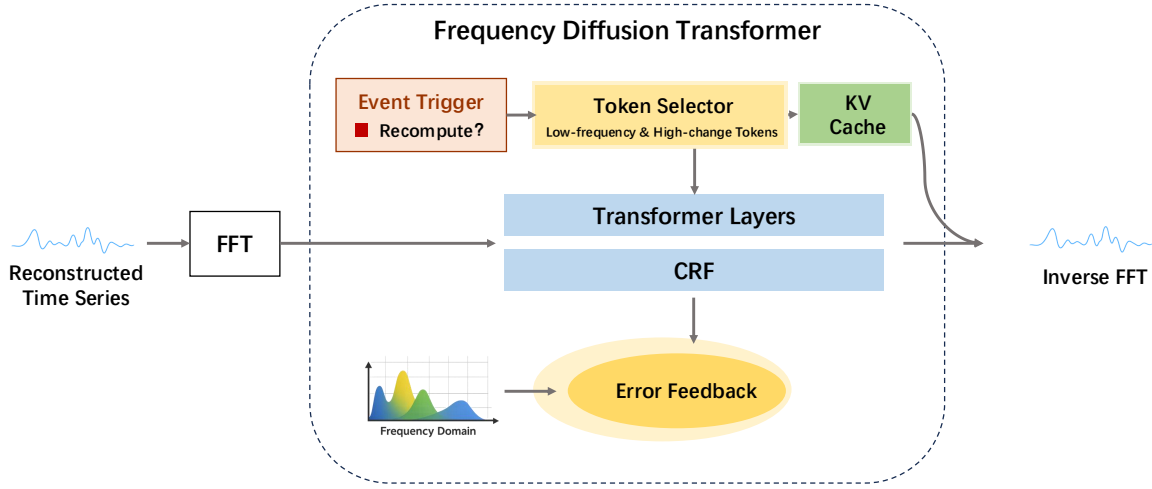 Frequency Diffusion Transformer
Event Trigger
Recompute?
Token Selector
Low-frequency & High-change Tokens
KV
Cache
Transformer Layers
FFT
CRF
Reconstructed
Time Series
Inverse FFT
Error Feedback
Frequency Domain